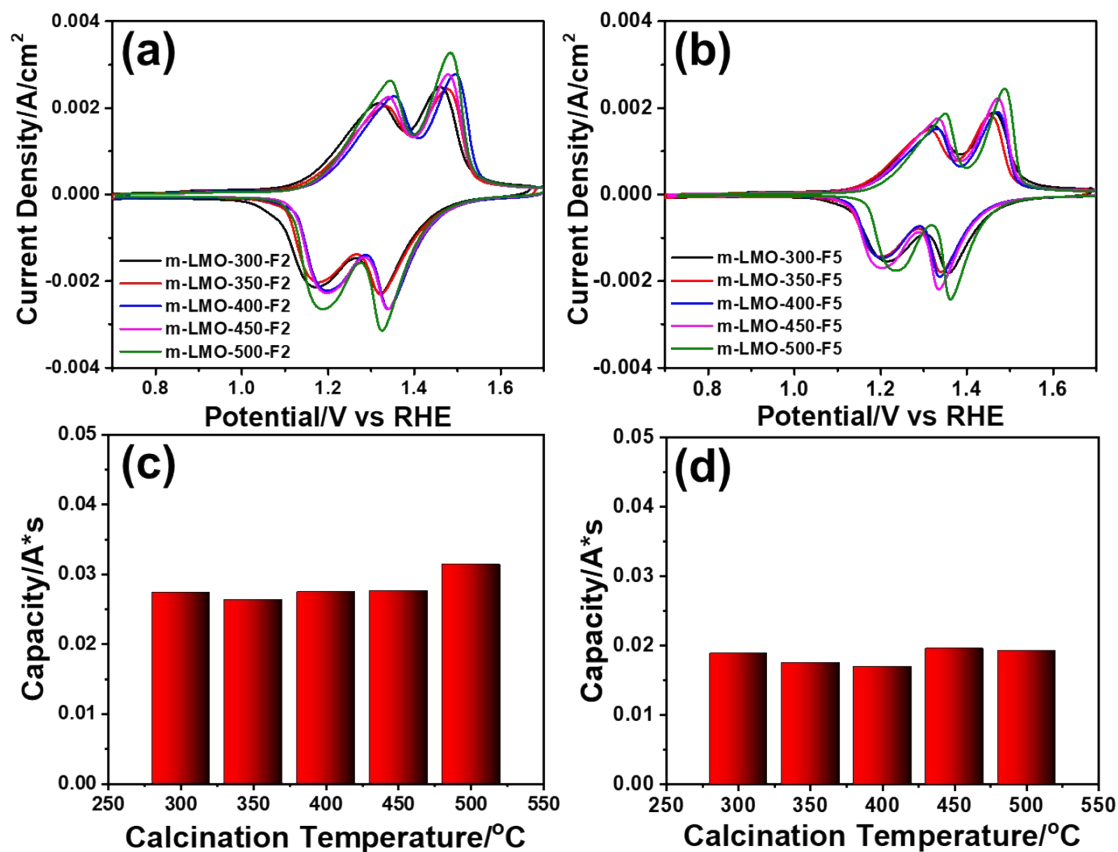 (a)
Current Density/A/cm²
0.004
0.002
0.000
-0.002
-0.004
m-LMO-300-F2
m-LMO-350-F2
m-LMO-400-F2
m-LMO-450-F2
m-LMO-500-F2
0.8 1.0 1.2 1.4 1.6
Potential/V vs RHE
(b)
Current Density/A/cm²
0.004
0.002
0.000
-0.002
-0.004
m-LMO-300-F5
m-LMO-350-F5
m-LMO-400-F5
m-LMO-450-F5
m-LMO-500-F5
0.8 1.0 1.2 1.4 1.6
Potential/V vs RHE
(c)
Capacity/A*s
0.05
0.04
0.03
0.02
0.01
0.00
250 300 350 400 450 500 550
Calcination Temperature/°C
(d)
Capacity/A*s
0.05
0.04
0.03
0.02
0.01
0.00
250 300 350 400 450 500 550
Calcination Temperature/°C